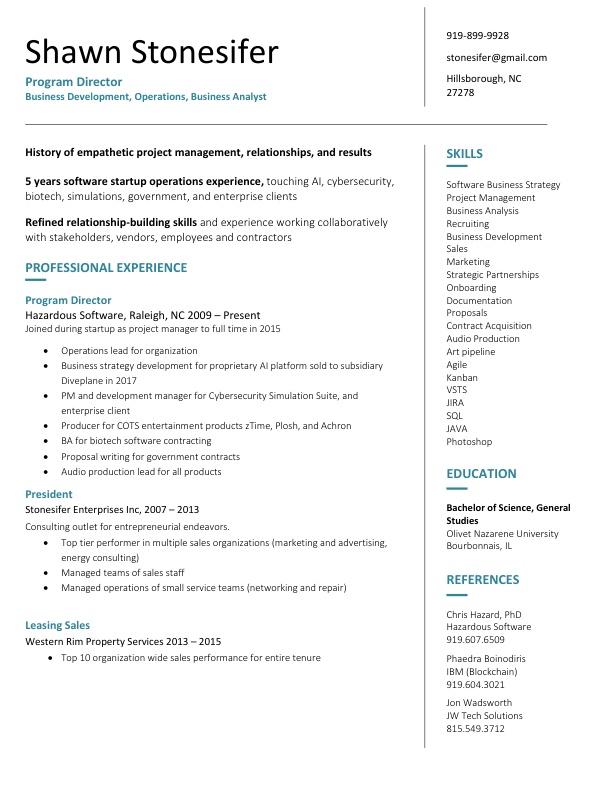 Shawn Stonesifer
Program Director
Business Development, Operations, Business Analyst
919-899-9928
stonesifer@gmail.com
Hillsborough, NC
27278
History of empathetic project management, relationships, and results
5 years software startup operations experience, touching AI, cybersecurity,
biotech, simulations, government, and enterprise clients
Refined relationship-building skills and experience working collaboratively
with stakeholders, vendors, employees and contractors
PROFESSIONAL EXPERIENCE
Program Director
Hazardous Software, Raleigh, NC 2009 – Present
Joined during startup as project manager to full time in 2015
• Operations lead for organization
• Business strategy development for proprietary AI platform sold to subsidiary
Diveplane in 2017
• PM and development manager for Cybersecurity Simulation Suite, and
enterprise client
• Producer for COTS entertainment products zTime, Plosh, and Achron
• BA for biotech software contracting
• Proposal writing for government contracts
• Audio production lead for all products
President
Stonesifer Enterprises Inc, 2007 – 2013
Consulting outlet for entrepreneurial endeavors.
• Top tier performer in multiple sales organizations (marketing and advertising,
energy consulting)
• Managed teams of sales staff
• Managed operations of small service teams (networking and repair)
Leasing Sales
Western Rim Property Services 2013 – 2015
• Top 10 organization wide sales performance for entire tenure
SKILLS
Software Business Strategy
Project Management
Business Analysis
Recruiting
Business Development
Sales
Marketing
Strategic Partnerships
Onboarding
Documentation
Proposals
Contract Acquisition
Audio Production
Art pipeline
Agile
Kanban
VSTS
JIRA
SQL
JAVA
Photoshop
EDUCATION
Bachelor of Science, General
Studies
Olivet Nazarene University
Bourbonnais, IL
REFERENCES
Chris Hazard, PhD
Hazardous Software
919.607.6509
Phaedra Boinodiris
IBM (Blockchain)
919.604.3021
Jon Wadsworth
JW Tech Solutions
815.549.3712